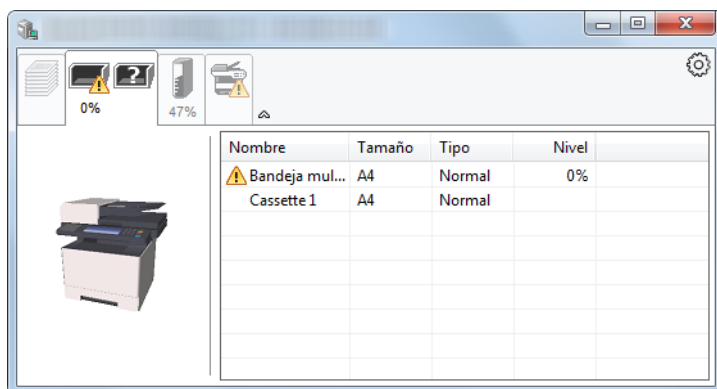 0%
47%
Nombre Tamaño Tipo Nivel
Bandeja mul... A4 Normal 0%
Cassette 1 A4 Normal